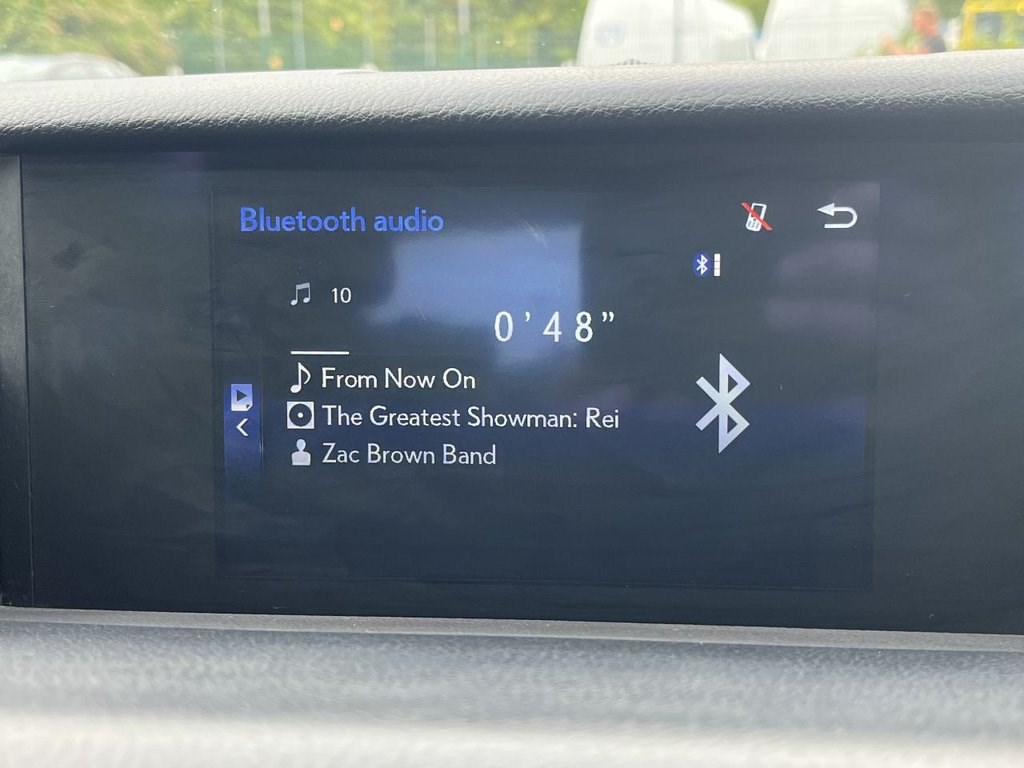 Bluetooth audio
10
0'48”
From Now On
The Greatest Showman: Rei
Zac Brown Band